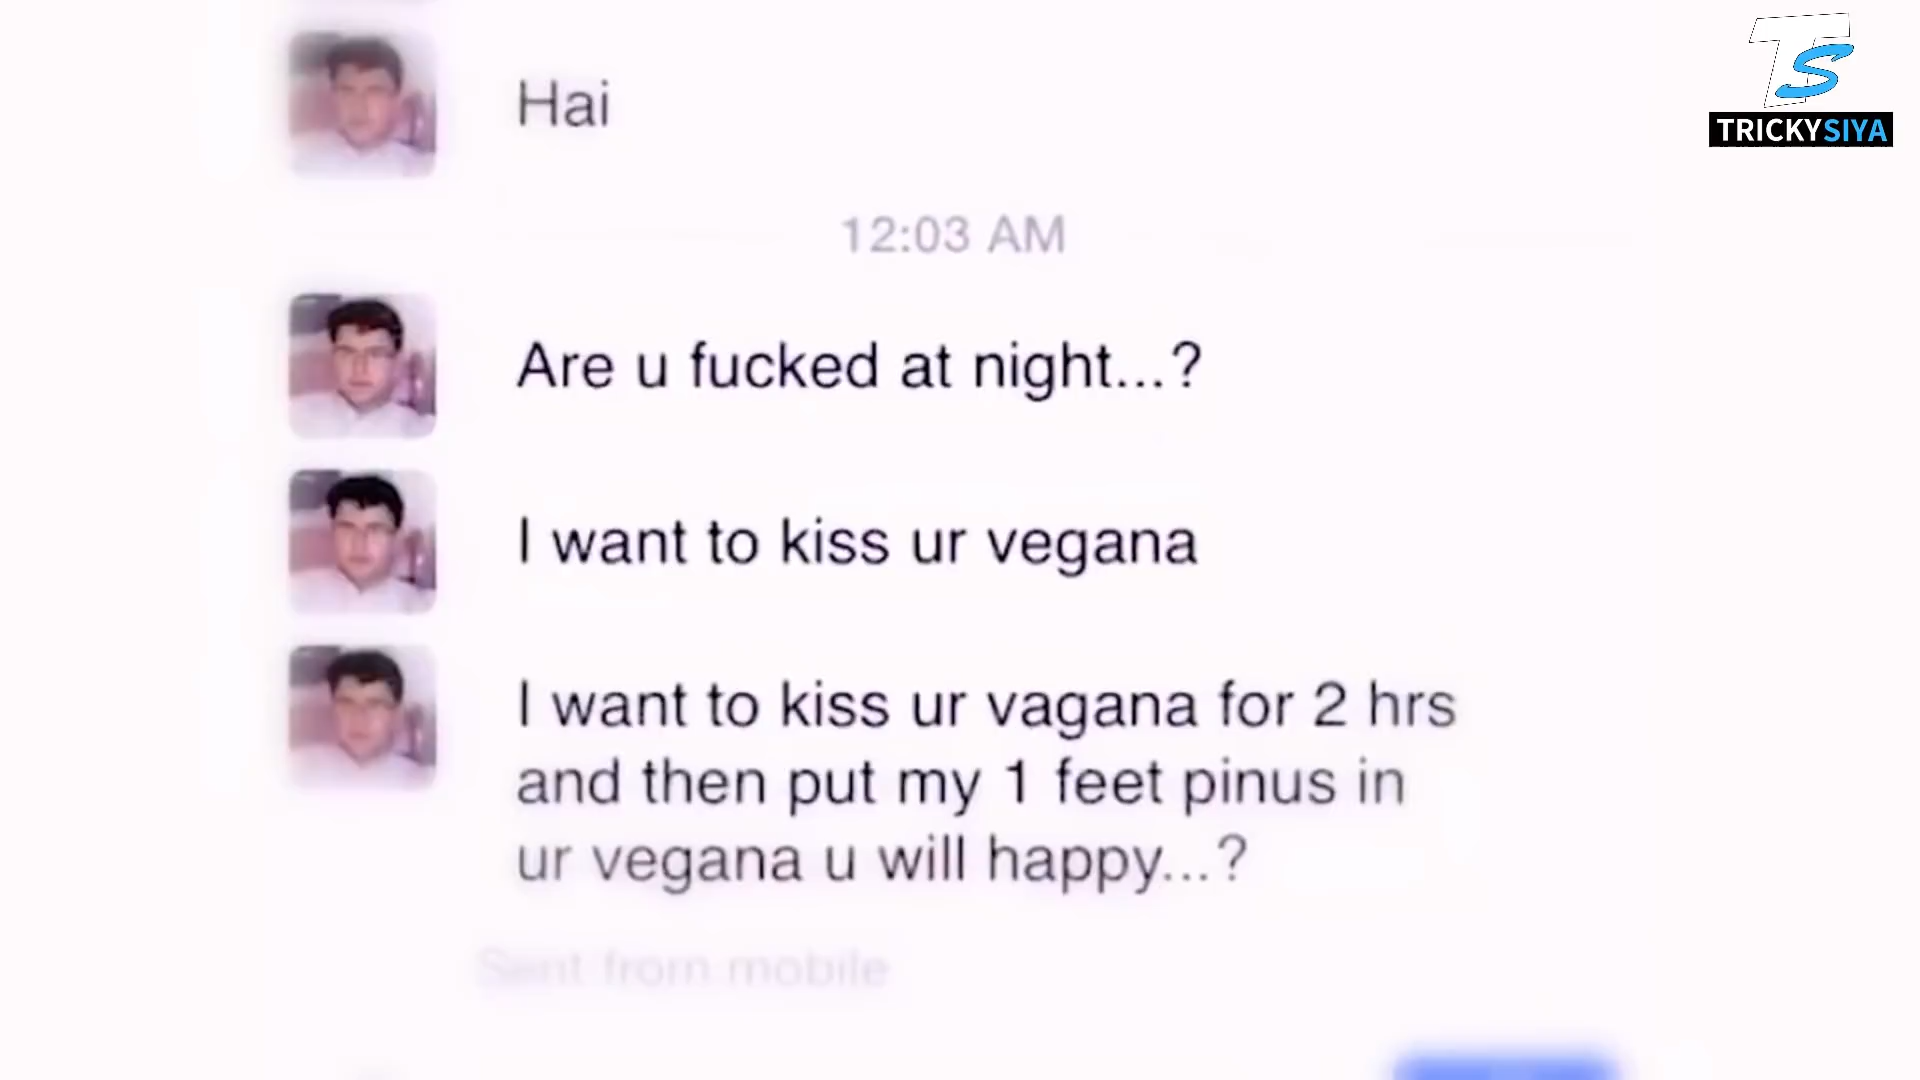 TS
TRICKYSIYA
Hai
12:03 AM
Are u fucked at night...?
I want to kiss ur vegana
I want to kiss ur vagana for 2 hrs
and then put my 1 feet pinus in
ur vegana u will happy...?
Sent from mobile